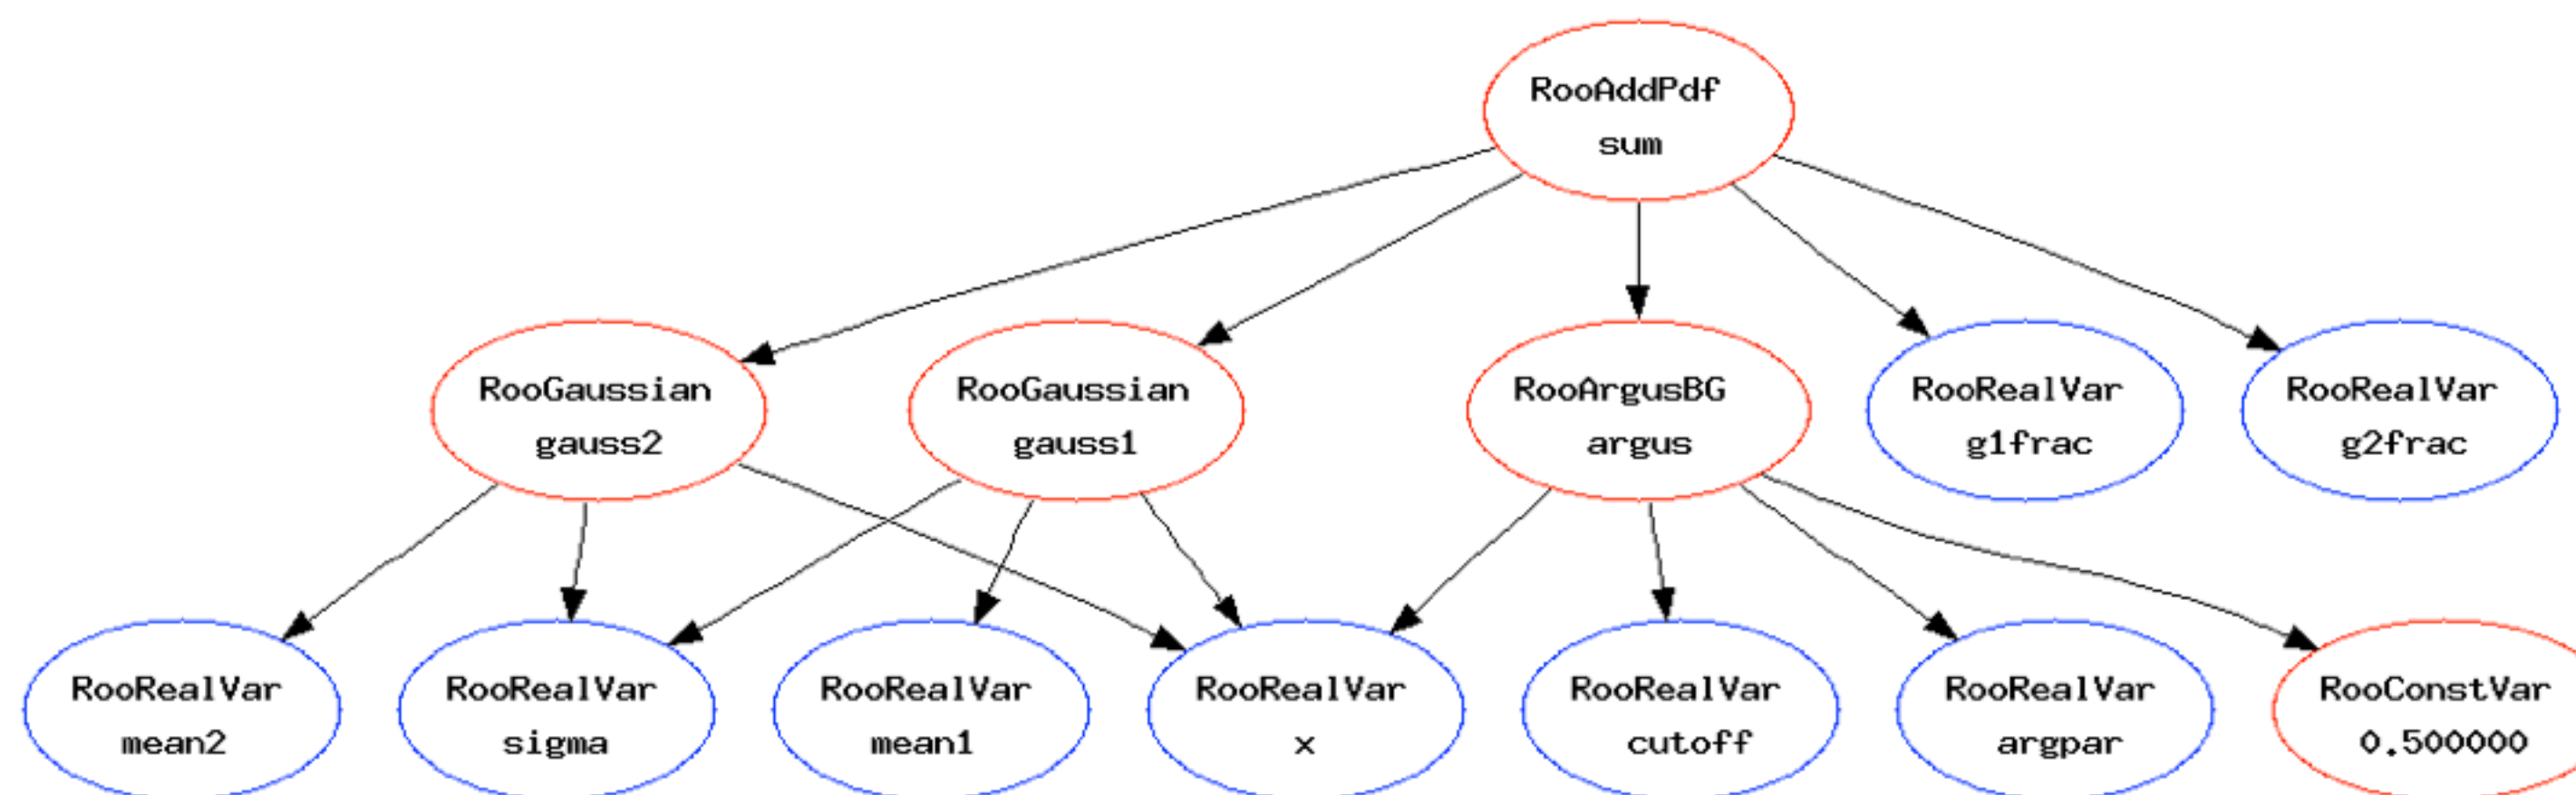 RooAddPdf
sum
RooGaussian
gauss2
RooGaussian
gauss1
RooArgusBG
argus
RooRealVar
g1frac
RooRealVar
g2frac
RooRealVar
mean2
RooRealVar
sigma
RooRealVar
mean1
RooRealVar
x
RooRealVar
cutoff
RooRealVar
argpar
RooConstVar
0.500000